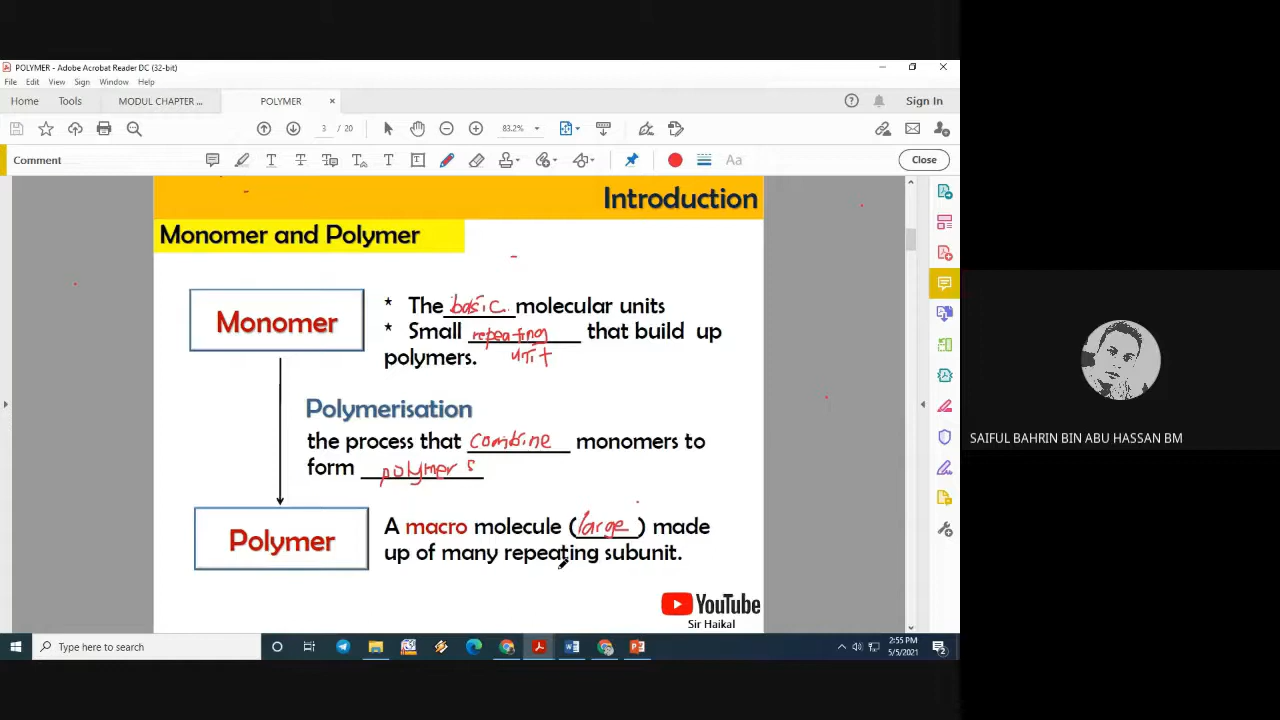 POLYMER - Adobe Acrobat Reader DC (32-bit)
File Edit View Sign Window Help
Home Tools MODUL CHAPTER ... POLYMER × Sign In
3 / 20 83.2%
Comment Close
Introduction
Monomer and Polymer
Monomer
* The basic molecular units
* Small repeating that build up
unit
polymers.
Polymerisation
the process that combine monomers to
form polymers
Polymer
A macro molecule (large) made
up of many repeating subunit.
YouTube
Sir Haikal
SAIFUL BAHRIN BIN ABU HASSAN BM
Type here to search
2:55 PM
5/5/2021
2